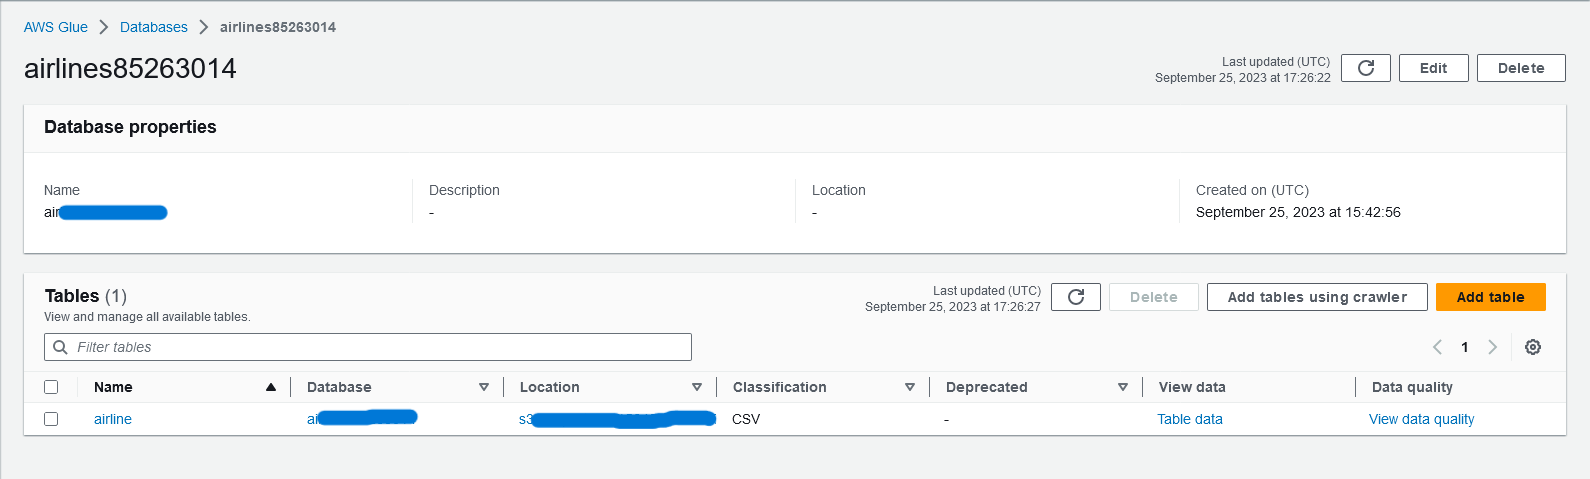 AWS Glue > Databases > airlines85263014
airlines85263014
Last updated (UTC)
September 25, 2023 at 17:26:22
Edit
Delete
Database properties
Name
Description
Location
Created on (UTC)
air
-
-
September 25, 2023 at 15:42:56
Tables (1)
View and manage all available tables.
Last updated (UTC)
September 25, 2023 at 17:26:27
Delete
Add tables using crawler
Add table
Filter tables
1
Name
Database
Location
Classification
Deprecated
View data
Data quality
airline
ai
s3
CSV
-
Table data
View data quality